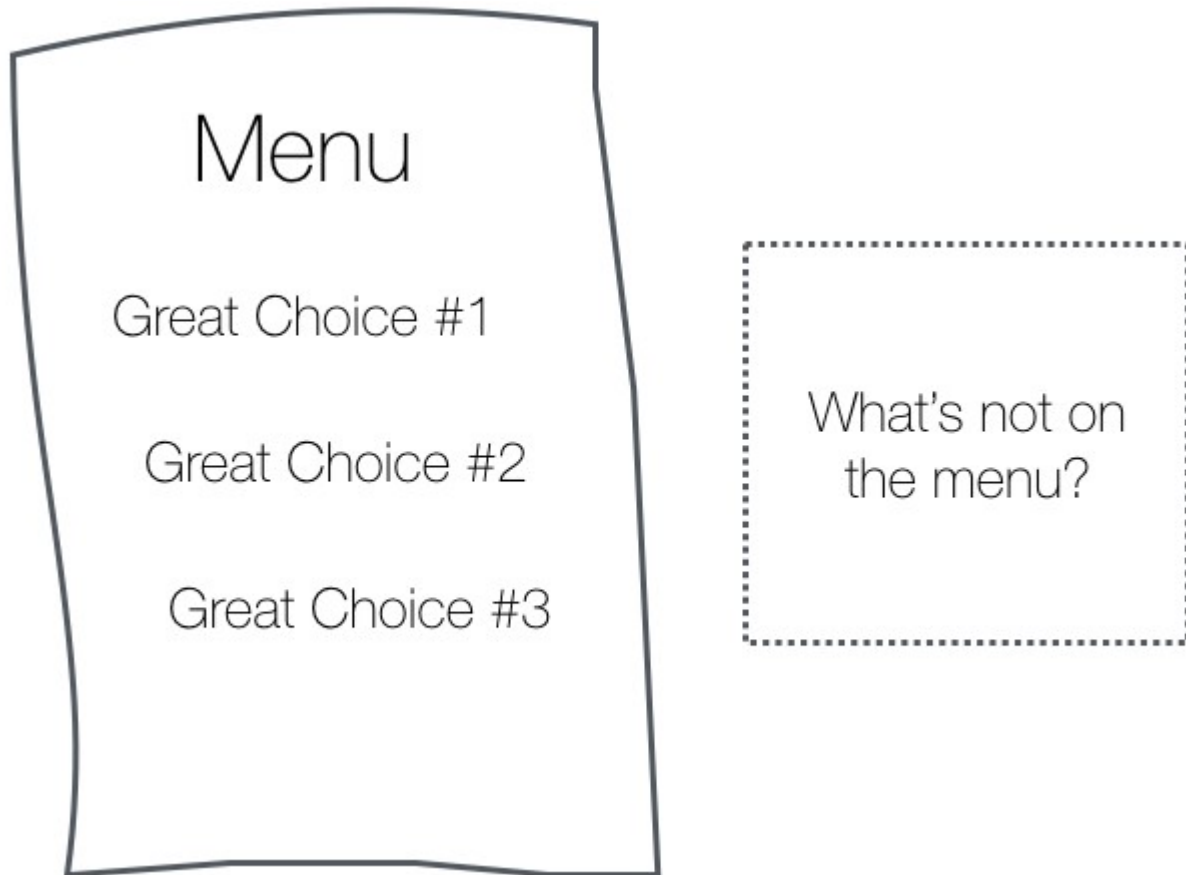 Menu
Great Choice #1
Great Choice #2
Great Choice #3
What’s not on
the menu?